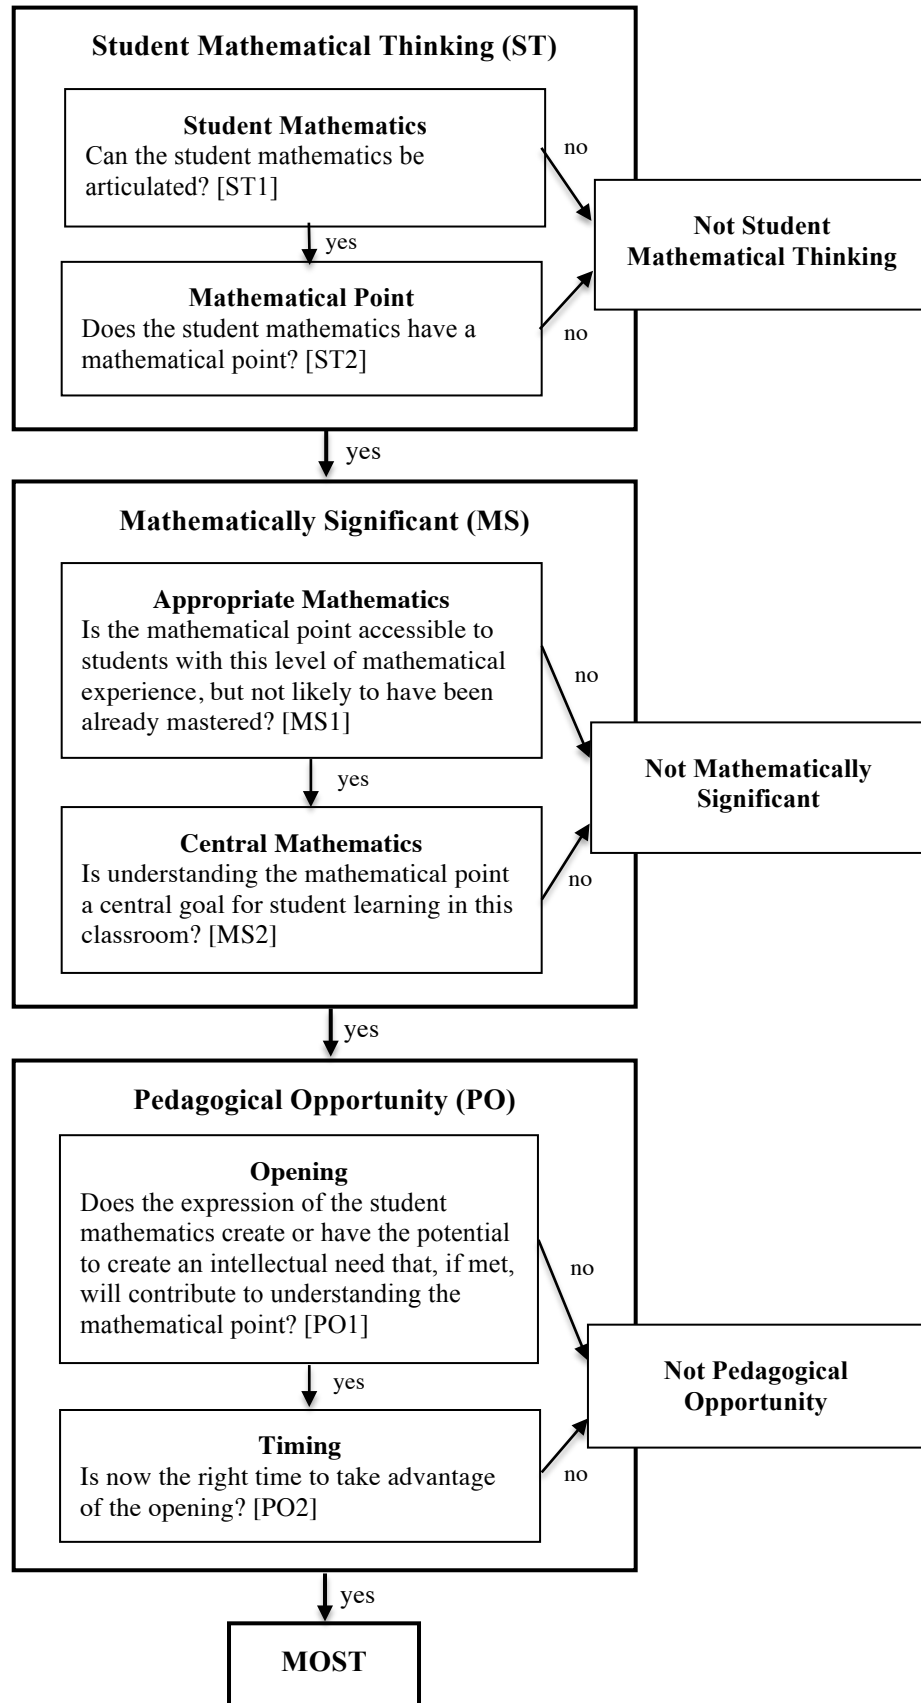 Student Mathematical Thinking (ST)
Student Mathematics
Can the student mathematics be
articulated? [ST1]
no
yes
Not Student
Mathematical Thinking
Mathematical Point
Does the student mathematics have a
mathematical point? [ST2]
no
yes
Mathematically Significant (MS)
Appropriate Mathematics
Is the mathematical point accessible to
students with this level of mathematical
experience, but not likely to have been
already mastered? [MS1]
no
yes
Not Mathematically
Significant
Central Mathematics
Is understanding the mathematical point
a central goal for student learning in this
classroom? [MS2]
no
yes
Pedagogical Opportunity (PO)
Opening
Does the expression of the student
mathematics create or have the potential
to create an intellectual need that, if met,
will contribute to understanding the
mathematical point? [PO1]
no
yes
Not Pedagogical
Opportunity
Timing
Is now the right time to take advantage
of the opening? [PO2]
no
yes
MOST